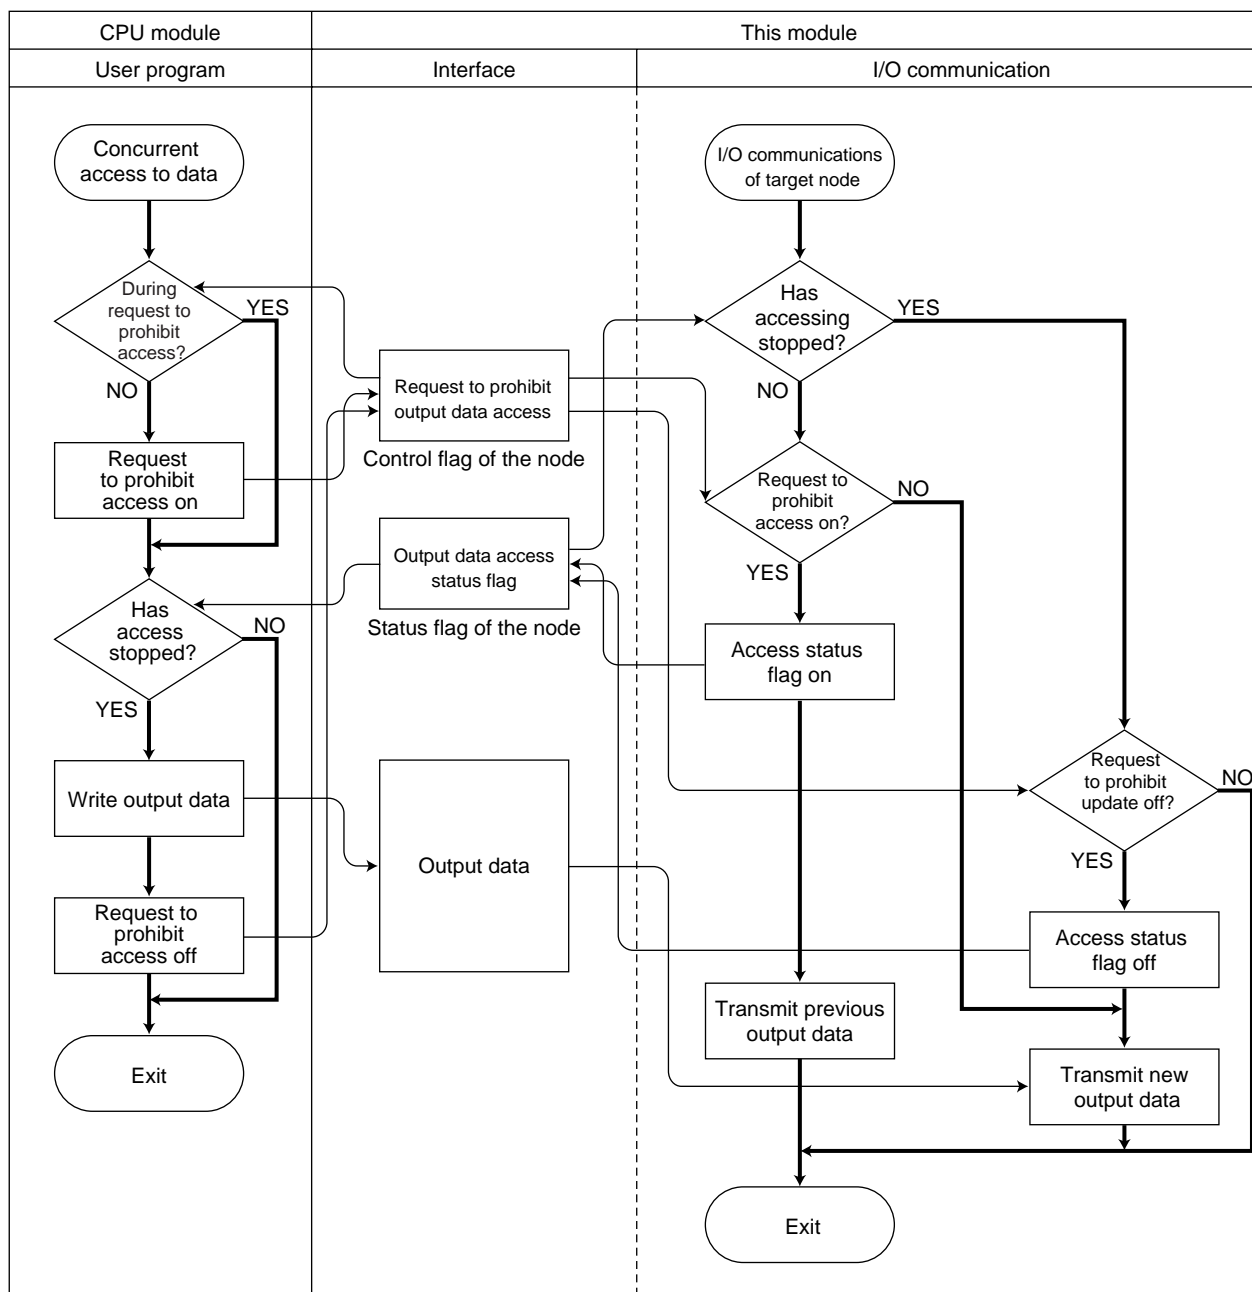 CPU module
This module
User program
Interface
I/O communication
Concurrent
access to data
During
request to
prohibit
access?
YES
NO
Request
to prohibit
access on
Has
access
stopped?
NO
YES
Write output data
Request to
prohibit
access off
Exit
Request to prohibit
output data access
Control flag of the node
Output data access
status flag
Status flag of the node
Output data
I/O communications
of target node
Has
accessing
stopped?
YES
NO
Request to
prohibit
access on?
NO
YES
Access status
flag on
Request
to prohibit
update off?
NO
YES
Access status
flag off
Transmit previous
output data
Transmit new
output data
Exit